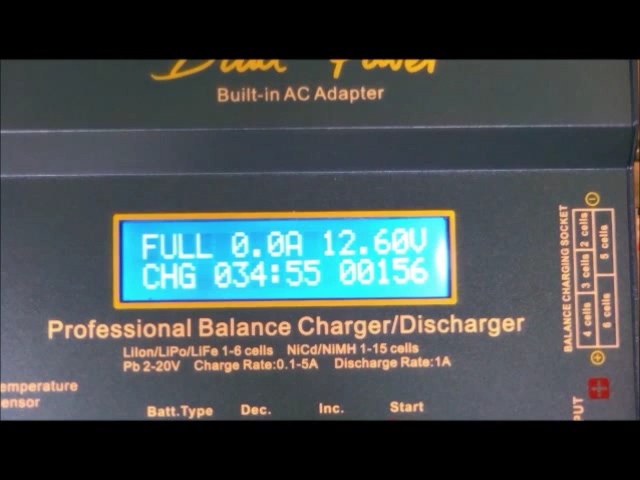 Dual Power
Built-in AC Adapter
FULL 0.0A 12.60V
CHG 034:55 00156
Professional Balance Charger/Discharger
LiIon/LiPo/LiFe 1-6 cells NiCd/NiMH 1-15 cells
Pb 2-20V Charge Rate:0.1-5A Discharge Rate:1A
Batt.Type Dec. Inc. Start
BALANCE CHARGING SOCKET
2 cells
3 cells
4 cells
5 cells
6 cells